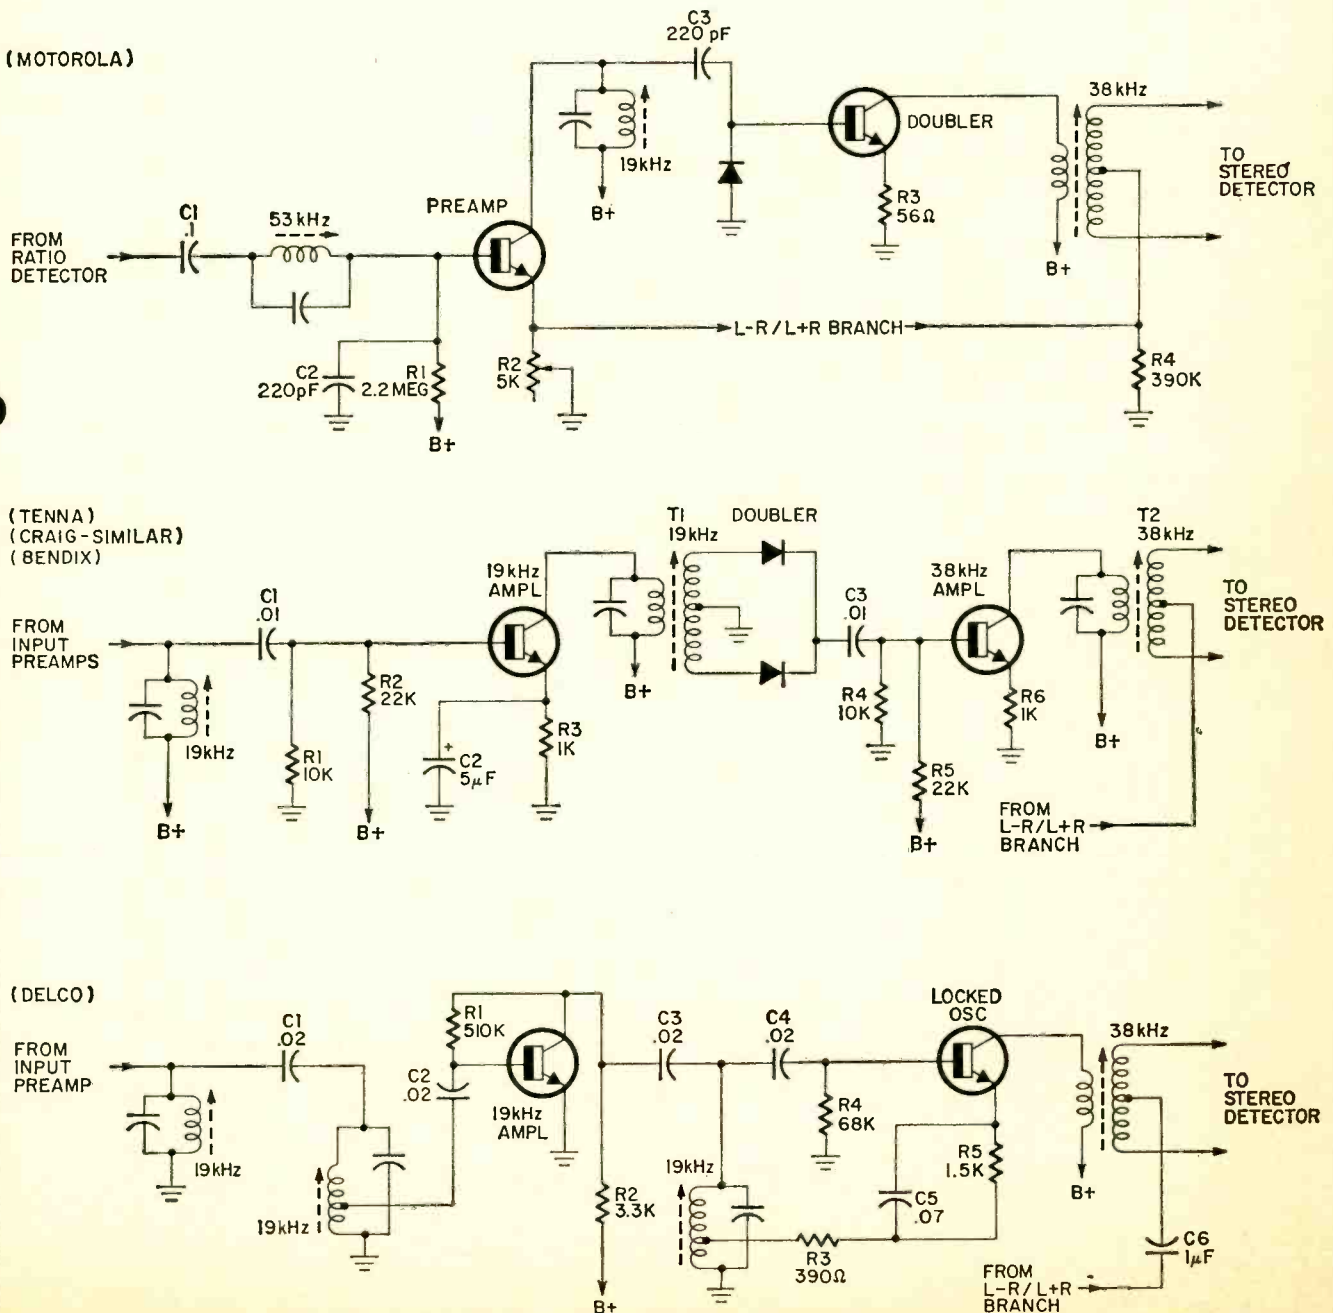 (MOTOROLA)
C3
220 pF
38 kHz
DOUBLER
19kHz
TO
STEREO
DETECTOR
B+
R3
56Ω
PREAMP
C1
.1
53 kHz
B+
FROM
RATIO
DETECTOR
L-R/L+R BRANCH
C2
220pF
R1
2.2 MEG
R2
5K
R4
390K
B+
(TENNA)
(CRAIG-SIMILAR)
(BENDIX)
T1
19kHz
DOUBLER
T2
38kHz
19kHz
AMPL
38kHz
AMPL
C1
.01
C3
.01
TO
STEREO
DETECTOR
FROM
INPUT
PREAMPS
R2
22K
B+
R4
10K
R6
1K
19kHz
R1
10K
C2
+
5µF
R3
1K
B+
R5
22K
B+
B+
B+
FROM
L-R/L+R
BRANCH
(DELCO)
LOCKED
OSC
R1
510K
C1
.02
C3
.02
C4
.02
38kHz
FROM
INPUT
PREAMP
C2
.02
TO
STEREO
DETECTOR
19kHz
AMPL
R4
68K
19kHz
19kHz
R5
1.5K
C5
.07
B+
R2
3.3K
19kHz
R3
390Ω
C6
1µF
FROM
L-R/L+R
BRANCH
B+